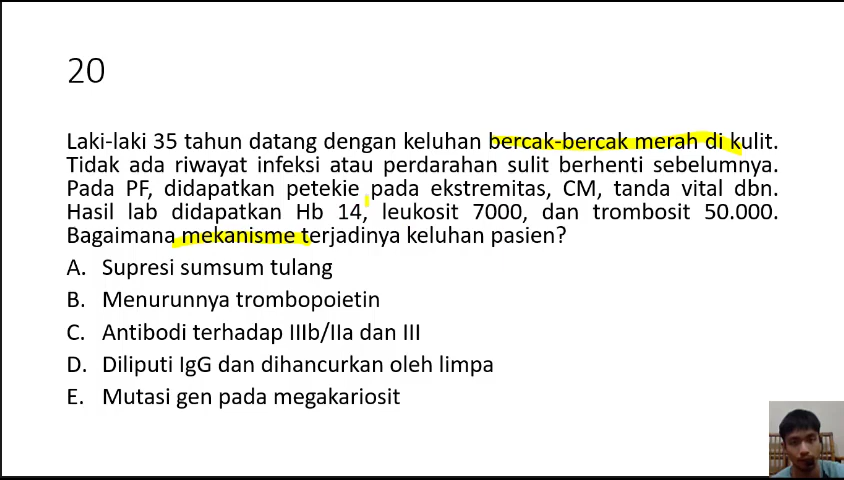 20
Laki-laki 35 tahun datang dengan keluhan bercak-bercak merah di kulit.
Tidak ada riwayat infeksi atau perdarahan sulit berhenti sebelumnya.
Pada PF, didapatkan petekie pada ekstremitas, CM, tanda vital dbn.
Hasil lab didapatkan Hb 14, leukosit 7000, dan trombosit 50.000.
Bagaimana mekanisme terjadinya keluhan pasien?
A. Supresi sumsum tulang
B. Menurunnya trombopoietin
C. Antibodi terhadap IIIb/IIa dan III
D. Diliputi IgG dan dihancurkan oleh limpa
E. Mutasi gen pada megakariosit